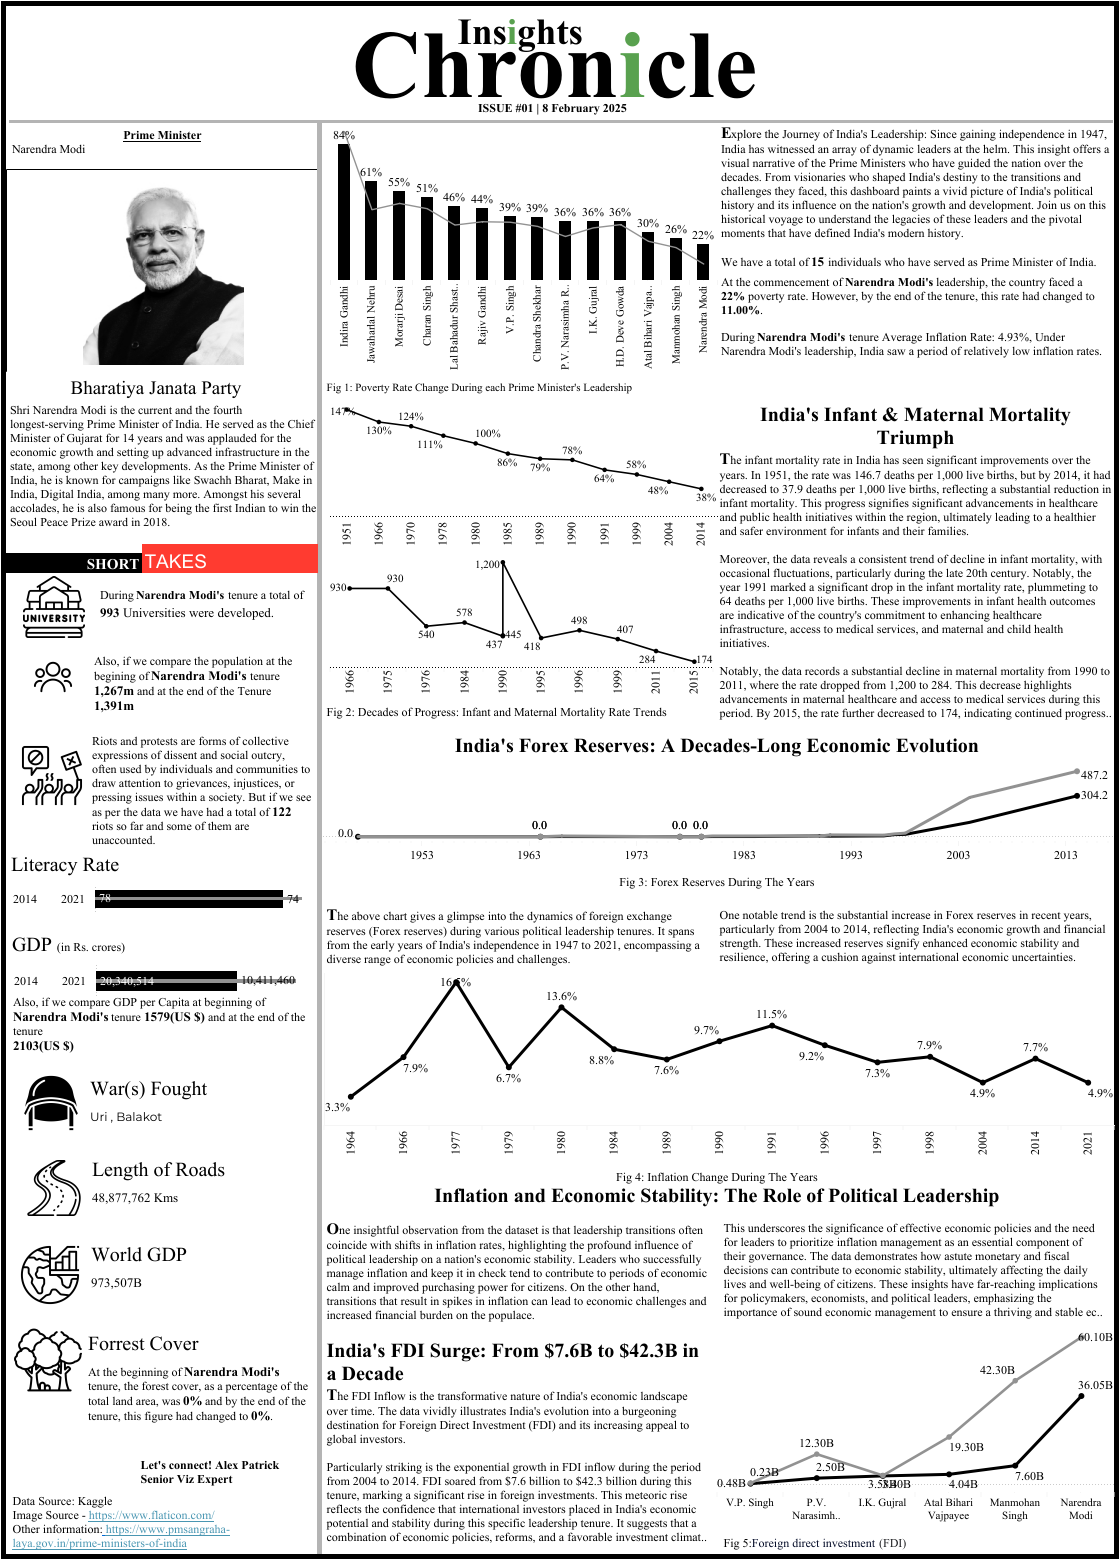 Insights
Chronicle
ISSUE #01 | 8 February 2025
Prime Minister
Narendra Modi
Bharatiya Janata Party
Shri Narendra Modi is the current and the fourth
longest-serving Prime Minister of India. He served as the Chief
Minister of Gujarat for 14 years and was applauded for the
economic growth and setting up advanced infrastructure in the
state, among other key developments. As the Prime Minister of
India, he is known for campaigns like Swachh Bharat, Make in
India, Digital India, among many more. Amongst his several
accolades, he is also famous for being the first Indian to win the
Seoul Peace Prize award in 2018.
SHORT TAKES
UNIVERSITY
During Narendra Modi's tenure a total of
993 Universities were developed.
Also, if we compare the population at the
begining of Narendra Modi's tenure
1,267m and at the end of the Tenure
1,391m
Riots and protests are forms of collective
expressions of dissent and social outcry,
often used by individuals and communities to
draw attention to grievances, injustices, or
pressing issues within a society. But if we see
as per the data we have had a total of 122
riots so far and some of them are
unaccounted.
Literacy Rate
2014 2021 78 74
GDP (in Rs. crores)
2014 2021 20,340,514 10,411,460
Also, if we compare GDP per Capita at beginning of
Narendra Modi's tenure 1579(US $) and at the end of the
tenure
2103(US $)
War(s) Fought
Uri , Balakot
Length of Roads
48,877,762 Kms
World GDP
973,507B
Forrest Cover
At the beginning of Narendra Modi's
tenure, the forest cover, as a percentage of the
total land area, was 0% and by the end of the
tenure, this figure had changed to 0%.
Let's connect! Alex Patrick
Senior Viz Expert
Data Source: Kaggle
Image Source - https://www.flaticon.com/
Other information: https://www.pmsangraha-
laya.gov.in/prime-ministers-of-india
84% 61% 55% 51% 46% 44% 39% 39% 36% 36% 36% 30% 26% 22%
Indira Gandhi
Jawaharlal Nehru
Morarji Desai
Charan Singh
Lal Bahadur Shast..
Rajiv Gandhi
V.P. Singh
Chandra Shekhar
P.V. Narasimha R..
I.K. Gujral
H.D. Deve Gowda
Atal Bihari Vajpa..
Manmohan Singh
Narendra Modi
Fig 1: Poverty Rate Change During each Prime Minister's Leadership
Explore the Journey of India's Leadership: Since gaining independence in 1947,
India has witnessed an array of dynamic leaders at the helm. This insight offers a
visual narrative of the Prime Ministers who have guided the nation over the
decades. From visionaries who shaped India's destiny to the transitions and
challenges they faced, this dashboard paints a vivid picture of India's political
history and its influence on the nation's growth and development. Join us on this
historical voyage to understand the legacies of these leaders and the pivotal
moments that have defined India's modern history.
We have a total of 15 individuals who have served as Prime Minister of India.
At the commencement of Narendra Modi's leadership, the country faced a
22% poverty rate. However, by the end of the tenure, this rate had changed to
11.00%.
During Narendra Modi's tenure Average Inflation Rate: 4.93%, Under
Narendra Modi's leadership, India saw a period of relatively low inflation rates.
147% 130% 124% 111% 100% 86% 79% 78% 64% 58% 48% 38%
1951 1966 1970 1978 1980 1985 1989 1990 1991 1999 2004 2014
930 930 540 578 1,200 437 445 418 498 407 284 174
1966 1975 1976 1984 1990 1995 1996 1999 2011 2015
Fig 2: Decades of Progress: Infant and Maternal Mortality Rate Trends
India's Infant & Maternal Mortality
Triumph
The infant mortality rate in India has seen significant improvements over the
years. In 1951, the rate was 146.7 deaths per 1,000 live births, but by 2014, it had
decreased to 37.9 deaths per 1,000 live births, reflecting a substantial reduction in
infant mortality. This progress signifies significant advancements in healthcare
and public health initiatives within the region, ultimately leading to a healthier
and safer environment for infants and their families.
Moreover, the data reveals a consistent trend of decline in infant mortality, with
occasional fluctuations, particularly during the late 20th century. Notably, the
year 1991 marked a significant drop in the infant mortality rate, plummeting to
64 deaths per 1,000 live births. These improvements in infant health outcomes
are indicative of the country's commitment to enhancing healthcare
infrastructure, access to medical services, and maternal and child health
initiatives.
Notably, the data records a substantial decline in maternal mortality from 1990 to
2011, where the rate dropped from 1,200 to 284. This decrease highlights
advancements in maternal healthcare and access to medical services during this
period. By 2015, the rate further decreased to 174, indicating continued progress..
India's Forex Reserves: A Decades-Long Economic Evolution
0.0 0.0 0.0 0.0 487.2 304.2
1953 1963 1973 1983 1993 2003 2013
Fig 3: Forex Reserves During The Years
The above chart gives a glimpse into the dynamics of foreign exchange
reserves (Forex reserves) during various political leadership tenures. It spans
from the early years of India's independence in 1947 to 2021, encompassing a
diverse range of economic policies and challenges.
One notable trend is the substantial increase in Forex reserves in recent years,
particularly from 2004 to 2014, reflecting India's economic growth and financial
strength. These increased reserves signify enhanced economic stability and
resilience, offering a cushion against international economic uncertainties.
3.3% 7.9% 6.7% 13.6% 8.8% 7.6% 9.7% 11.5% 9.2% 7.3% 7.9% 4.9% 7.7% 4.9%
1964 1966 1977 1979 1980 1984 1989 1990 1991 1996 1997 1998 2004 2014 2021
Fig 4: Inflation Change During The Years
Inflation and Economic Stability: The Role of Political Leadership
One insightful observation from the dataset is that leadership transitions often
coincide with shifts in inflation rates, highlighting the profound influence of
political leadership on a nation's economic stability. Leaders who successfully
manage inflation and keep it in check tend to contribute to periods of economic
calm and improved purchasing power for citizens. On the other hand,
transitions that result in spikes in inflation can lead to economic challenges and
increased financial burden on the populace.
This underscores the significance of effective economic policies and the need
for leaders to prioritize inflation management as an essential component of
their governance. The data demonstrates how astute monetary and fiscal
decisions can contribute to economic stability, ultimately affecting the daily
lives and well-being of citizens. These insights have far-reaching implications
for policymakers, economists, and political leaders, emphasizing the
importance of sound economic management to ensure a thriving and stable ec..
India's FDI Surge: From $7.6B to $42.3B in
a Decade
The FDI Inflow is the transformative nature of India's economic landscape
over time. The data vividly illustrates India's evolution into a burgeoning
destination for Foreign Direct Investment (FDI) and its increasing appeal to
global investors.
Particularly striking is the exponential growth in FDI inflow during the period
from 2004 to 2014. FDI soared from $7.6 billion to $42.3 billion during this
tenure, marking a significant rise in foreign investments. This meteoric rise
reflects the confidence that international investors placed in India's economic
potential and stability during this specific leadership tenure. It suggests that a
combination of economic policies, reforms, and a favorable investment climat..
0.48B 0.23B 12.30B 2.50B 19.30B 4.04B 42.30B 7.60B 60.10B 36.05B
V.P. Singh
P.V.
Narasimh..
I.K. Gujral
Atal Bihari
Vajpayee
Manmohan
Singh
Narendra
Modi
Fig 5:Foreign direct investment (FDI)